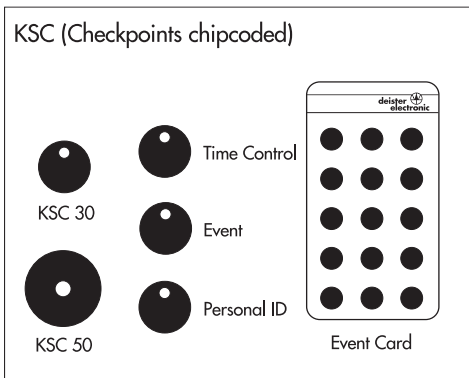 KSC (Checkpoints chipcoded)
KSC 30
KSC 50
Time Control
Event
Personal ID
deister
electronic
Event Card